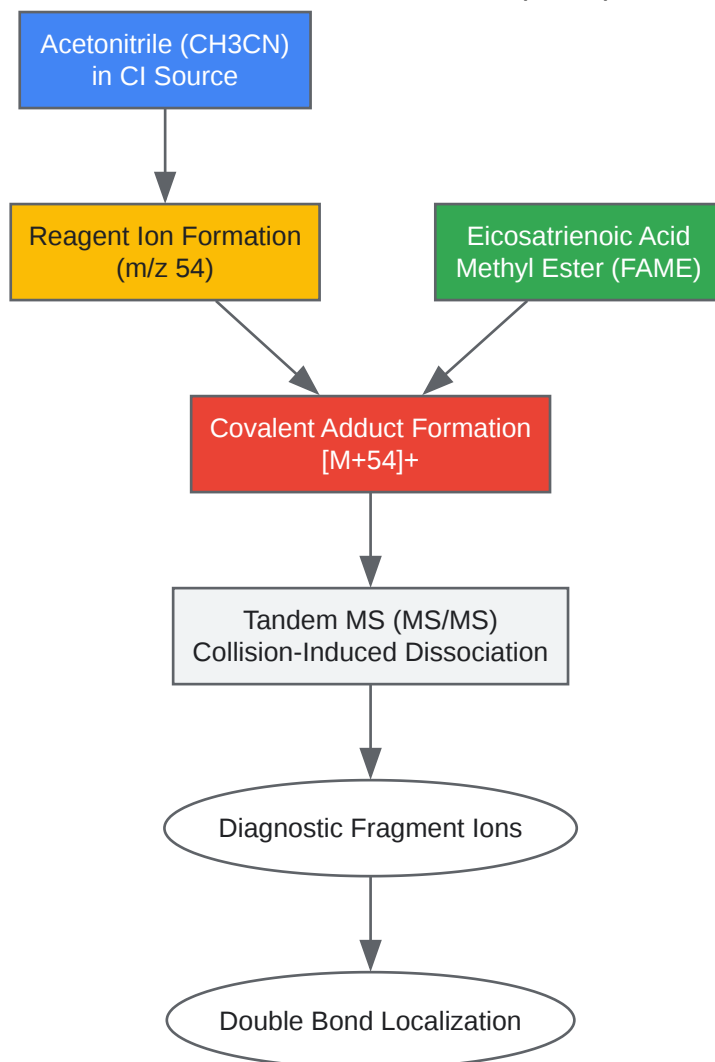 Acetonitrile (CH3CN)
in CI Source
Reagent Ion Formation
(m/z 54)
Eicosatrienoic Acid
Methyl Ester (FAME)
Covalent Adduct Formation
[M+54]+
Tandem MS (MS/MS)
Collision-Induced Dissociation
Diagnostic Fragment Ions
Double Bond Localization